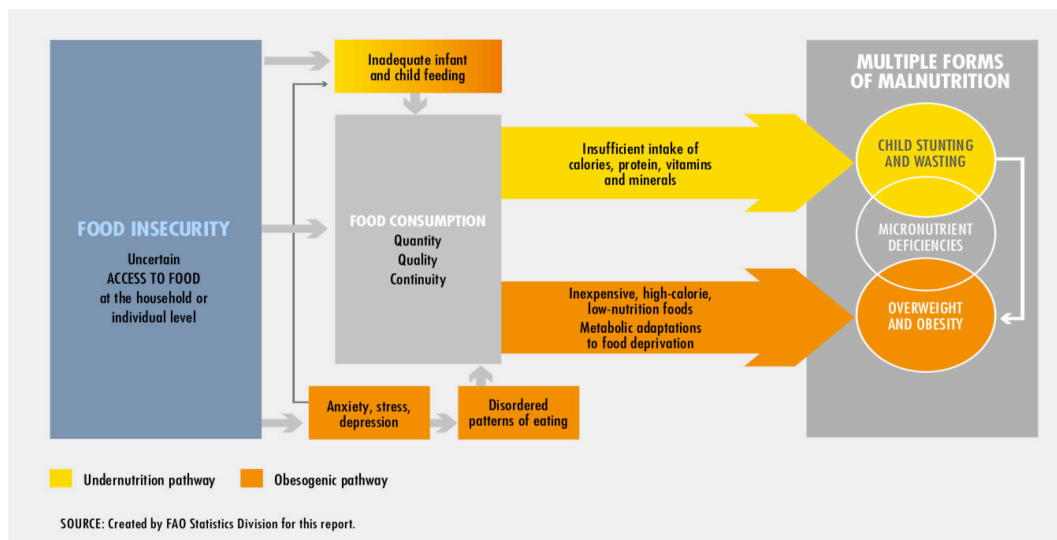 Inadequate infant
and child feeding
MULTIPLE FORMS
OF MALNUTRITION
FOOD INSECURITY
Uncertain
ACCESS TO FOOD
at the household or
individual level
FOOD CONSUMPTION
Quantity
Quality
Continuity
Insufficient intake of
calories, protein, vitamins
and minerals
Inexpensive, high-calorie,
low-nutrition foods
Metabolic adaptations
to food deprivation
CHILD STUNTING
AND WASTING
MICRONUTRIENT
DEFICIENCIES
OVERWEIGHT
AND OBESITY
Anxiety, stress,
depression
Disordered
patterns of eating
Undernutrition pathway
Obesogenic pathway
SOURCE: Created by FAO Statistics Division for this report.